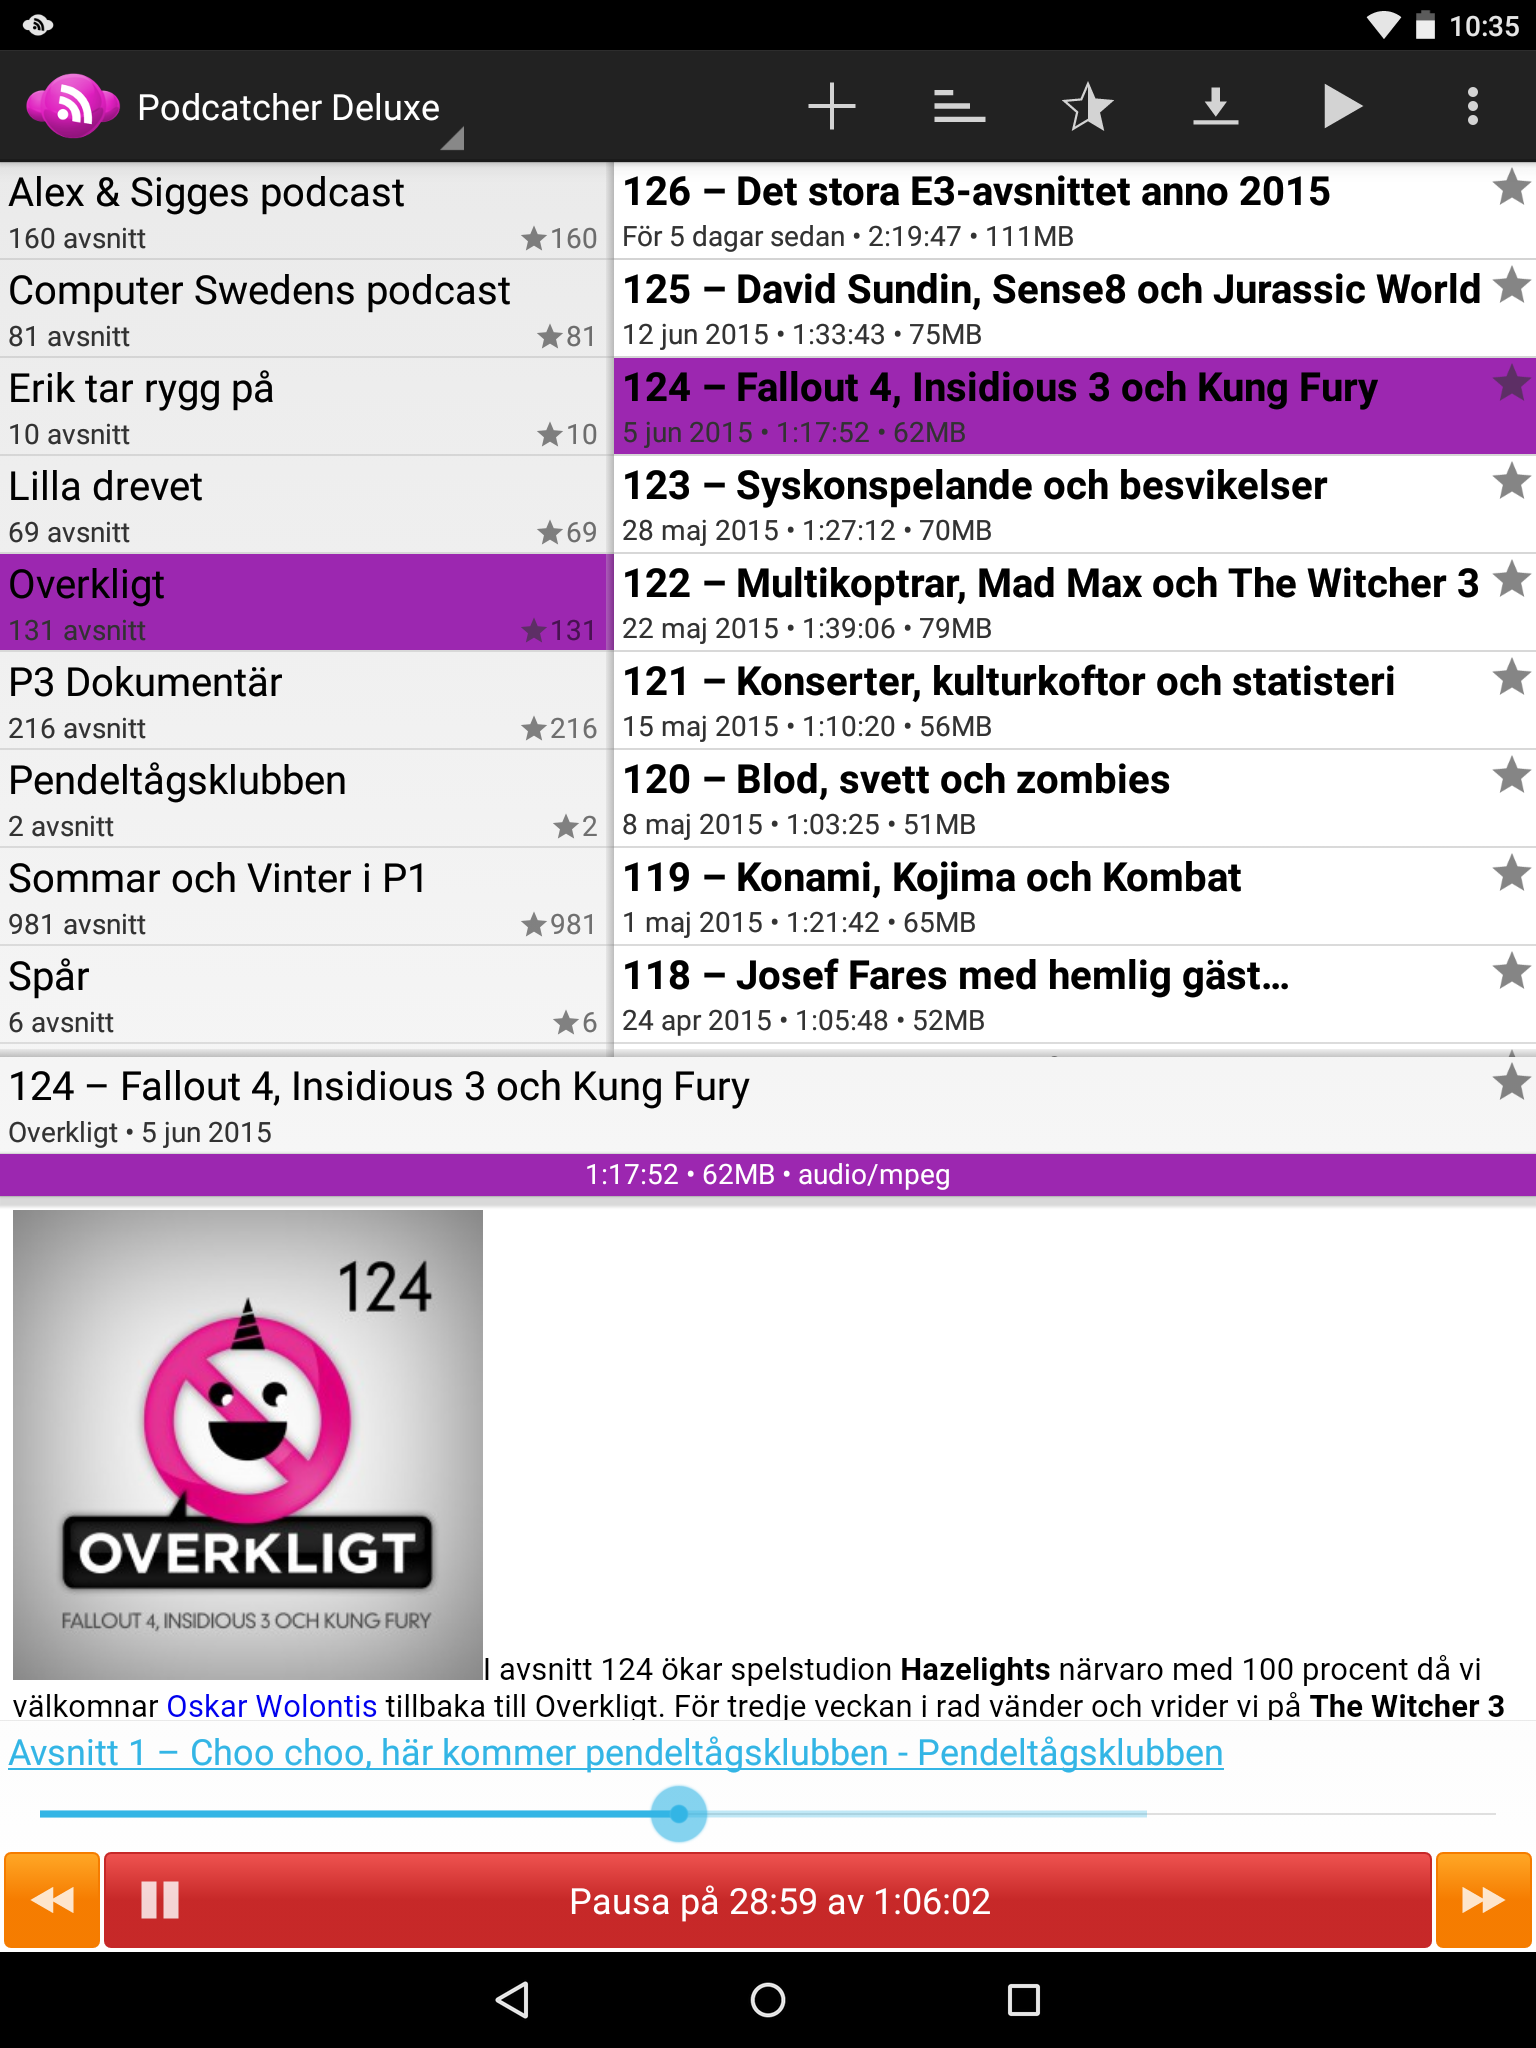 10:35
Podcatcher Deluxe
Alex & Sigges podcast
160 avsnitt
160
Computer Swedens podcast
81 avsnitt
81
Erik tar rygg på
10 avsnitt
10
Lilla drevet
69 avsnitt
69
Overkligt
131 avsnitt
131
P3 Dokumentär
216 avsnitt
216
Pendeltågsklubben
2 avsnitt
2
Sommar och Vinter i P1
981 avsnitt
981
Spår
6 avsnitt
6
126 – Det stora E3-avsnittet anno 2015
För 5 dagar sedan • 2:19:47 • 111MB
125 – David Sundin, Sense8 och Jurassic World
12 jun 2015 • 1:33:43 • 75MB
124 – Fallout 4, Insidious 3 och Kung Fury
5 jun 2015 • 1:17:52 • 62MB
123 – Syskonspelande och besvikelser
28 maj 2015 • 1:27:12 • 70MB
122 – Multikoptrar, Mad Max och The Witcher 3
22 maj 2015 • 1:39:06 • 79MB
121 – Konserter, kulturkoftor och statisteri
15 maj 2015 • 1:10:20 • 56MB
120 – Blod, svett och zombies
8 maj 2015 • 1:03:25 • 51MB
119 – Konami, Kojima och Kombat
1 maj 2015 • 1:21:42 • 65MB
118 – Josef Fares med hemlig gäst…
24 apr 2015 • 1:05:48 • 52MB
124 – Fallout 4, Insidious 3 och Kung Fury
Overkligt • 5 jun 2015
1:17:52 • 62MB • audio/mpeg
124
OVERKLIGT
FALLOUT 4, INSIDIOUS 3 OCH KUNG FURY
I avsnitt 124 ökar spelstudion Hazelights närvaro med 100 procent då vi
välkomnar Oskar Wolontis tillbaka till Overkligt. För tredje veckan i rad vänder och vrider vi på The Witcher 3
Avsnitt 1 – Choo choo, här kommer pendeltågsklubben - Pendeltågsklubben
Pausa på 28:59 av 1:06:02